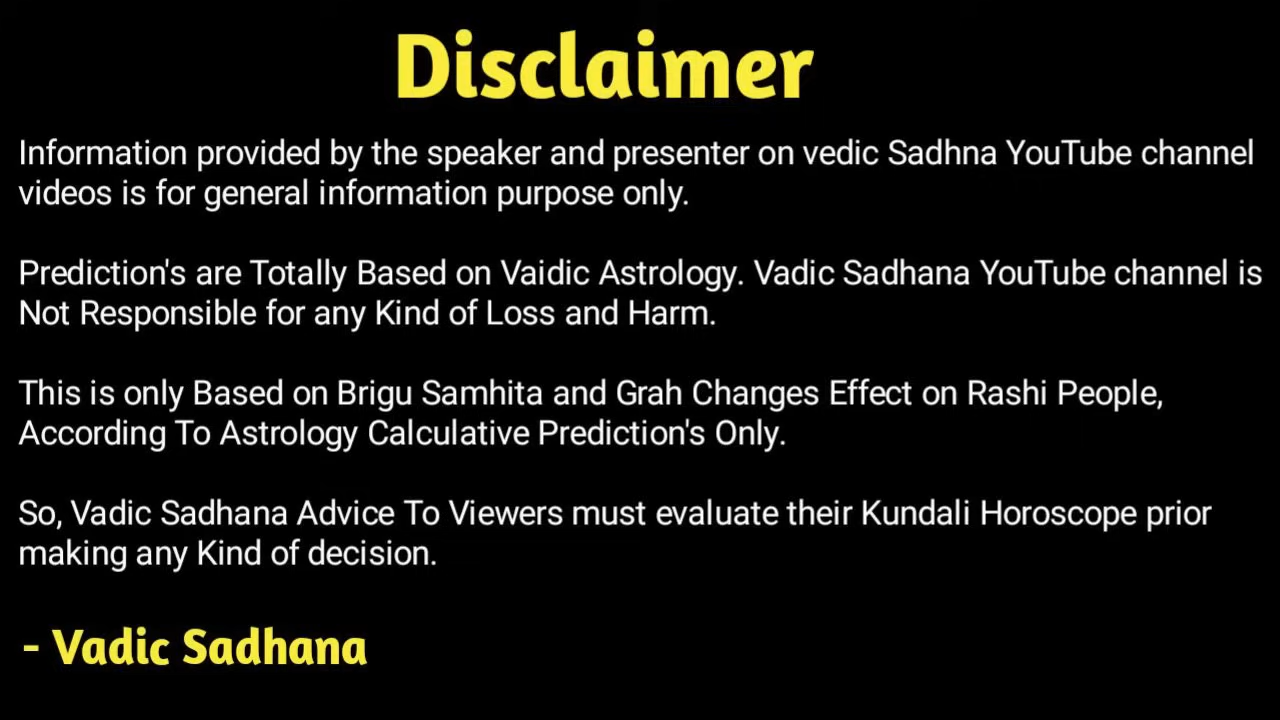 Disclaimer
Information provided by the speaker and presenter on vedic Sadhna YouTube channel
videos is for general information purpose only.
Prediction's are Totally Based on Vaidic Astrology. Vadic Sadhana YouTube channel is
Not Responsible for any Kind of Loss and Harm.
This is only Based on Brigu Samhita and Grah Changes Effect on Rashi People,
According To Astrology Calculative Prediction's Only.
So, Vadic Sadhana Advice To Viewers must evaluate their Kundali Horoscope prior
making any Kind of decision.
- Vadic Sadhana